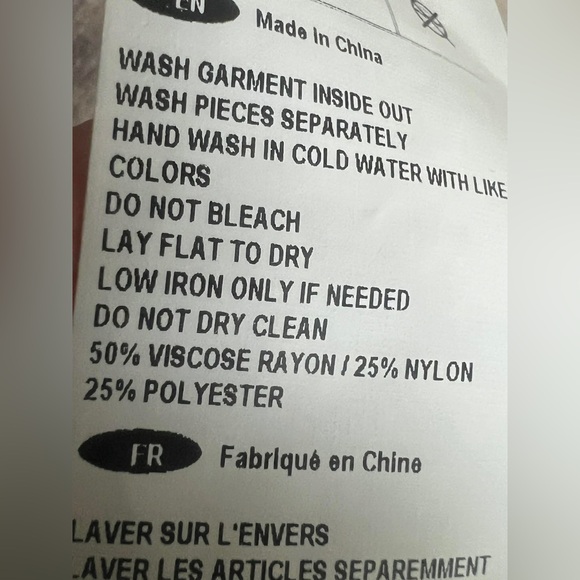 EN Made in China
WASH GARMENT INSIDE OUT
WASH PIECES SEPARATELY
HAND WASH IN COLD WATER WITH LIKE
COLORS
DO NOT BLEACH
LAY FLAT TO DRY
LOW IRON ONLY IF NEEDED
DO NOT DRY CLEAN
50% VISCOSE RAYON / 25% NYLON
25% POLYESTER
FR Fabriqué en Chine
LAVER SUR L'ENVERS
LAVER LES ARTICLES SEPAREMMENT